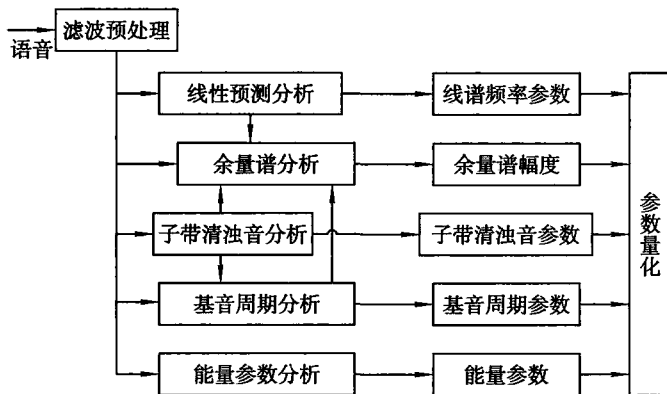 滤波预处理
语音
线性预测分析
线谱频率参数
余量谱分析
余量谱幅度
子带清浊音分析
子带清浊音参数
基音周期分析
基音周期参数
能量参数分析
能量参数
参数量化